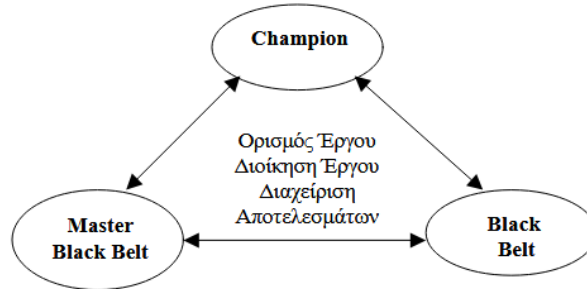 Champion
Ορισμός Έργου
Διοίκηση Έργου
Διαχείριση
Αποτελεσμάτων
Master
Black Belt
Black
Belt